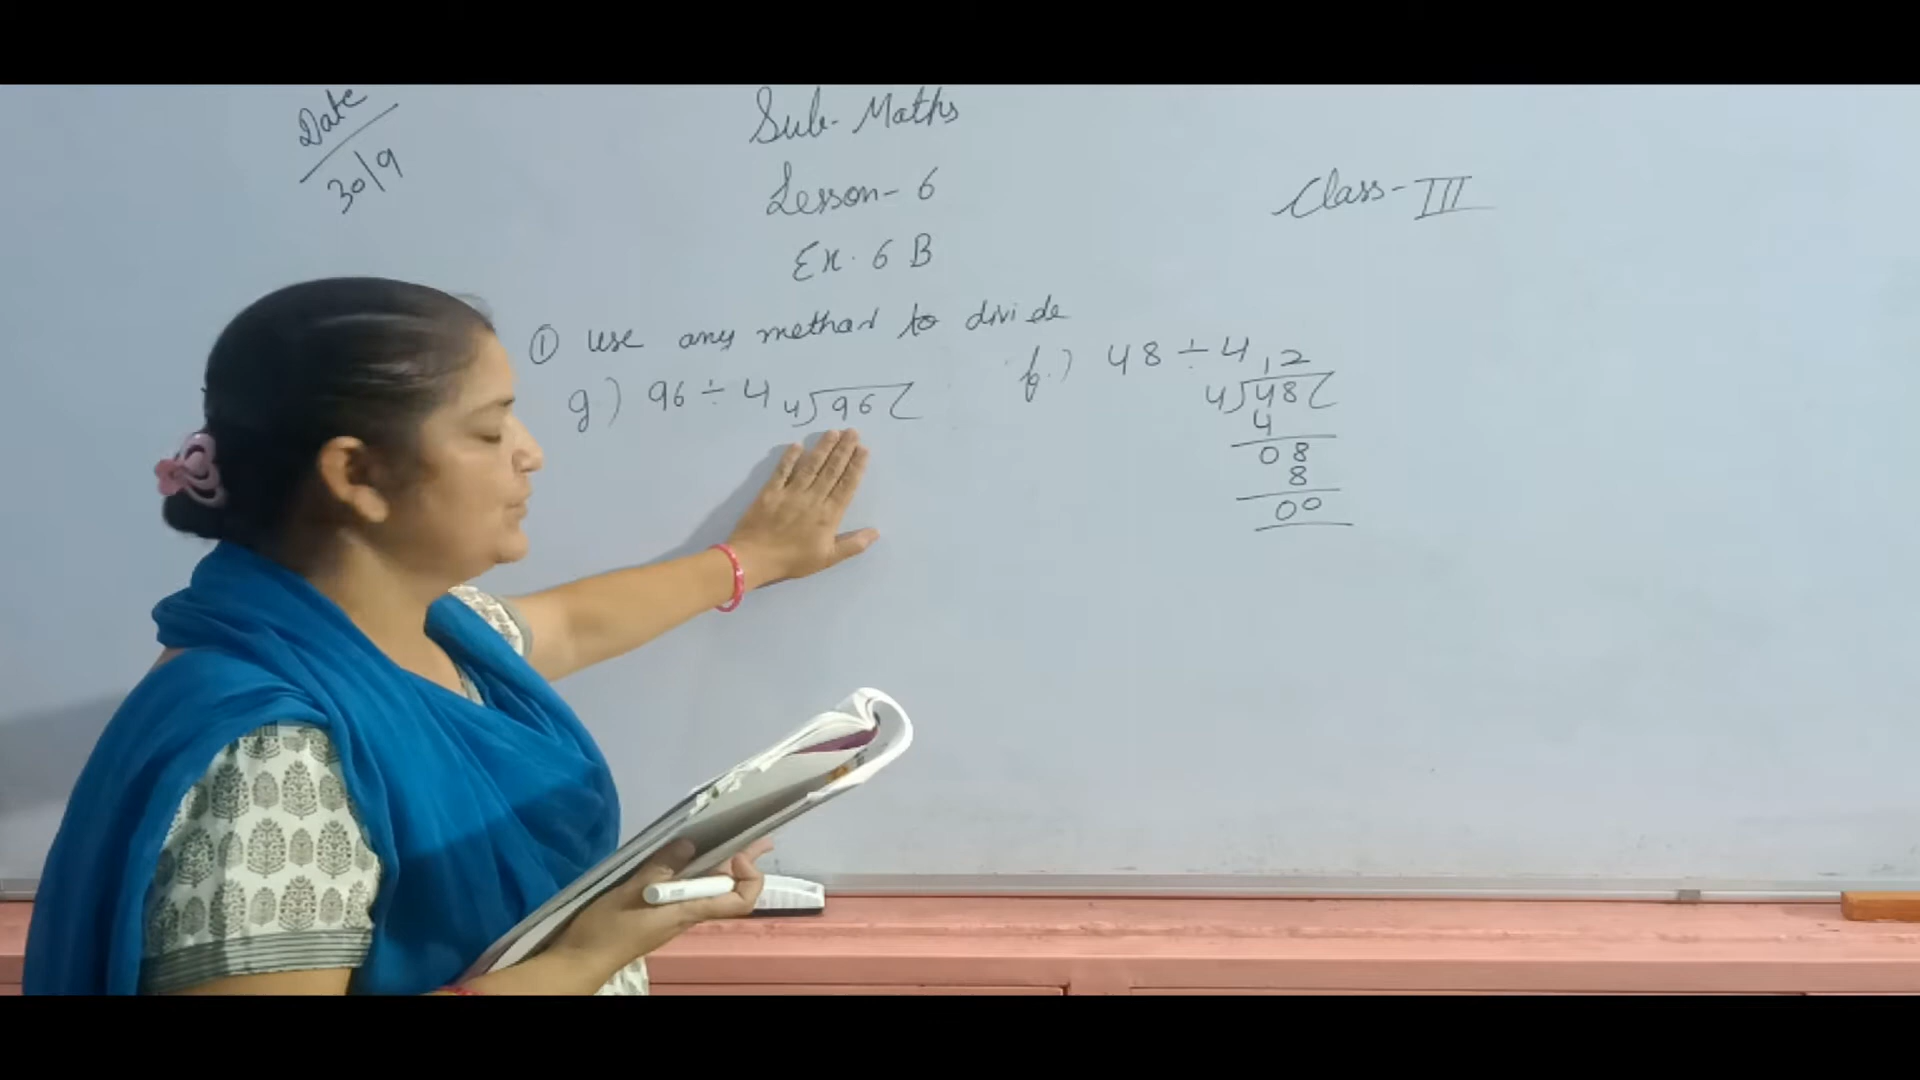 Date
30/9
Sub- Maths
Lesson- 6
Class- III
Ex. 6 B
① use any method to divide
g.) 96 ÷ 4
4)96(
f.) 48 ÷ 4
12
4)48(
4
08
8
00